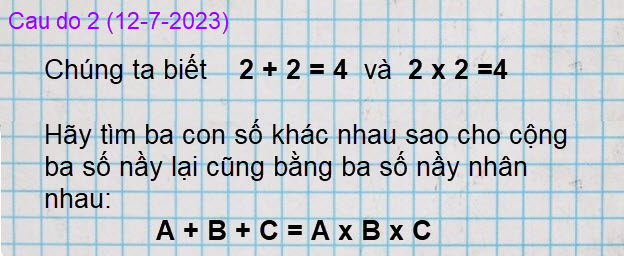 Cau do 2 (12-7-2023)
Chúng ta biết 2 + 2 = 4 và 2 x 2 =4
Hãy tìm ba con số khác nhau sao cho cộng
ba số nầy lại cũng bằng ba số nầy nhân
nhau:
A + B + C = A x B x C